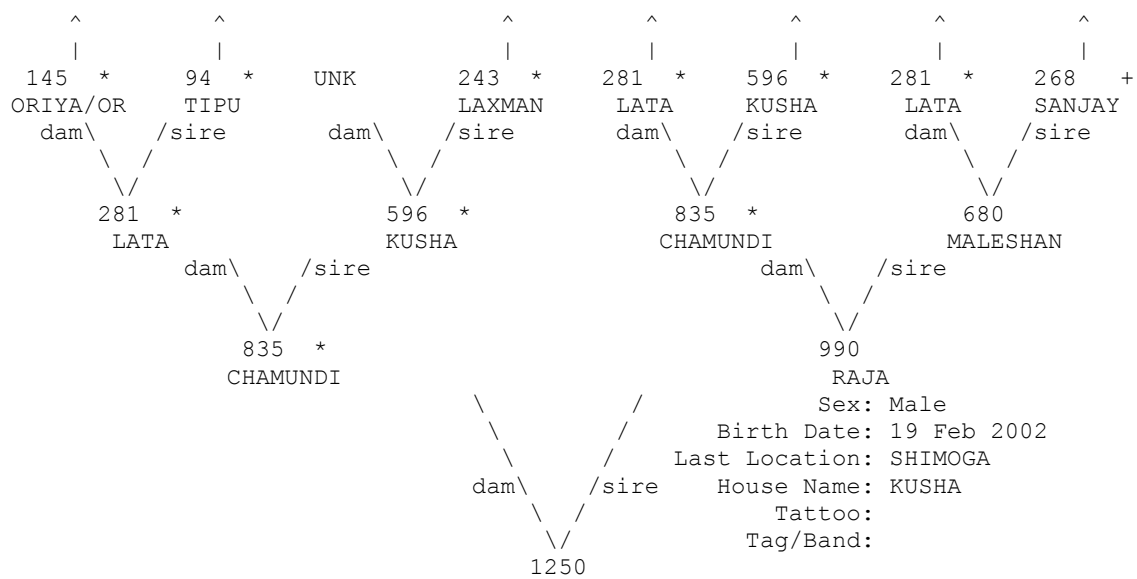 ^ ^ ^ ^ ^ ^ ^
| | | | | | |
145 * 94 * UNK 243 * 281 * 596 * 281 * 268 +
ORIYA/OR TIPU LAXMAN LATA KUSHA LATA SANJAY
dam\ /sire dam\ /sire dam\ /sire dam\ /sire
\ / \ / \ / \ /
\/ \/ \/ \/
281 * 596 * 835 * 680
LATA KUSHA CHAMUNDI MALESHAN
dam\ /sire dam\ /sire
\ / \ /
\/ \/
835 * 990
CHAMUNDI RAJA
\ / Sex: Male
\ / Birth Date: 19 Feb 2002
\ / Last Location: SHIMOGA
dam\ /sire House Name: KUSHA
\ / Tattoo:
\/ Tag/Band:
1250